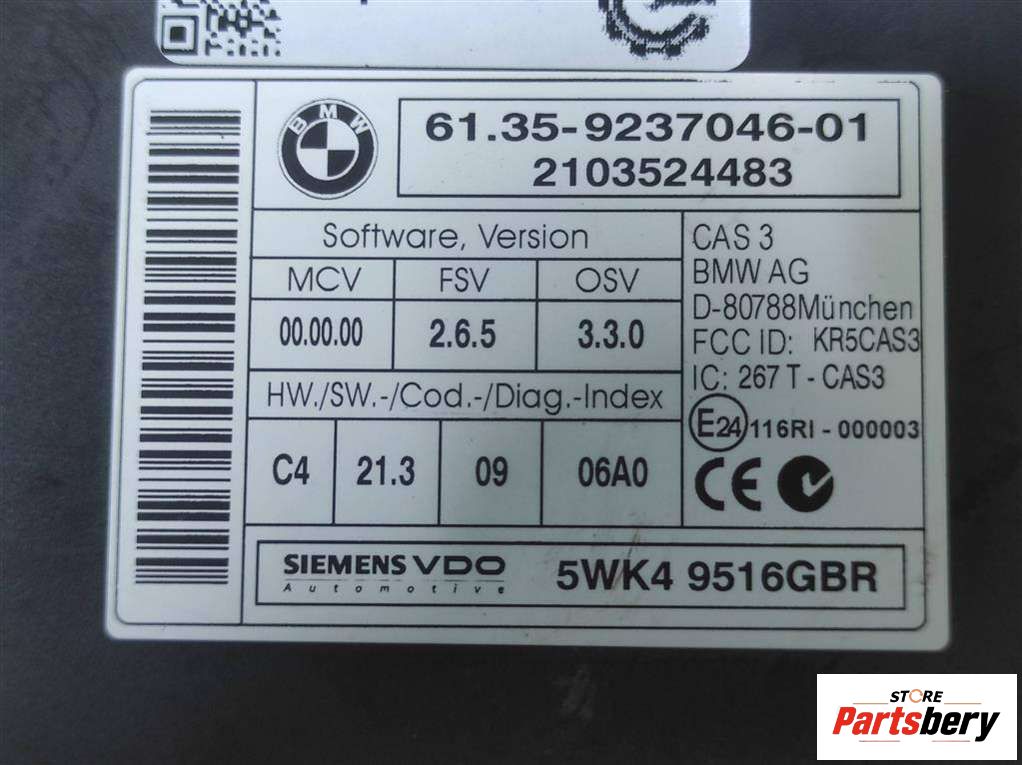 BMW
61.35-9237046-01
2103524483
Software, Version
MCV FSV OSV
00.00.00 2.6.5 3.3.0
HW./SW.-/Cod.-/Diag.-Index
C4 21.3 09 06A0
CAS 3
BMW AG
D-80788München
FCC ID: KR5CAS3
IC: 267 T - CAS3
E24 116RI - 000003
CE
SIEMENS VDO
Automotive
5WK4 9516GBR
STORE
Partsbery